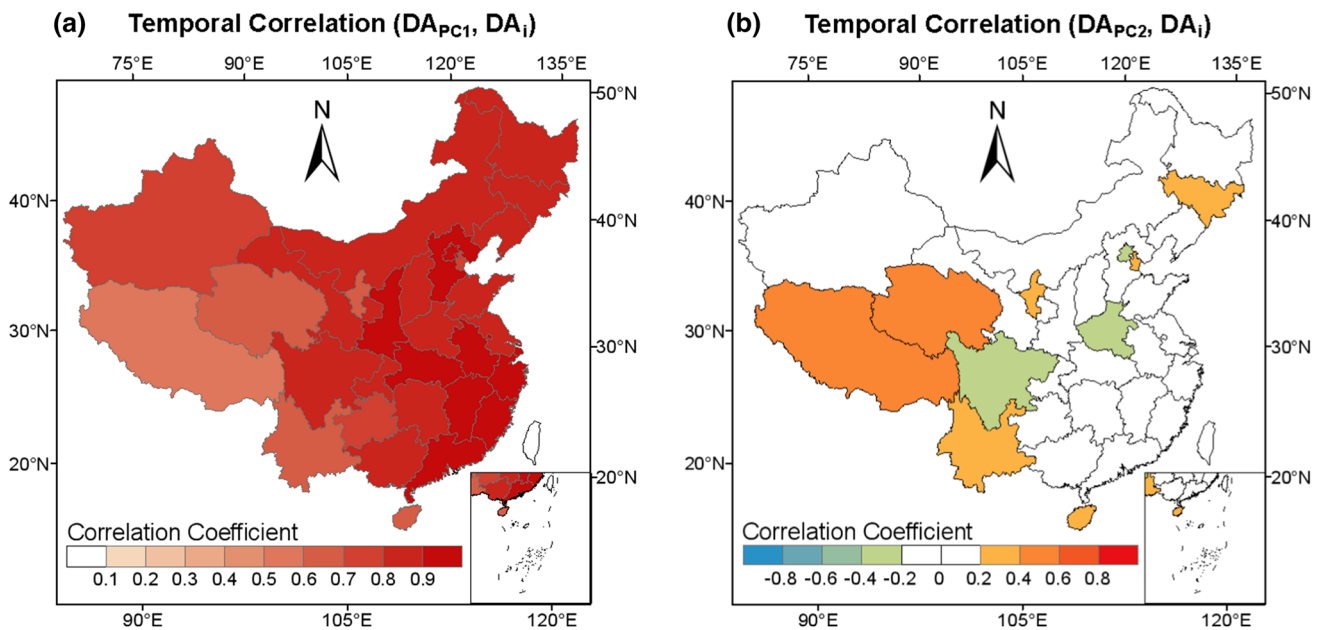 (a) Temporal Correlation (DA_PC1, DA_i)
75°E 90°E 105°E 120°E 135°E
N
50°N
40°N
40°N
30°N
30°N
20°N
20°N
Correlation Coefficient
0.1 0.2 0.3 0.4 0.5 0.6 0.7 0.8 0.9
90°E 105°E 120°E
(b) Temporal Correlation (DA_PC2, DA_i)
75°E 90°E 105°E 120°E 135°E
N
50°N
40°N
40°N
30°N
30°N
20°N
20°N
Correlation Coefficient
-0.8 -0.6 -0.4 -0.2 0 0.2 0.4 0.6 0.8
90°E 105°E 120°E